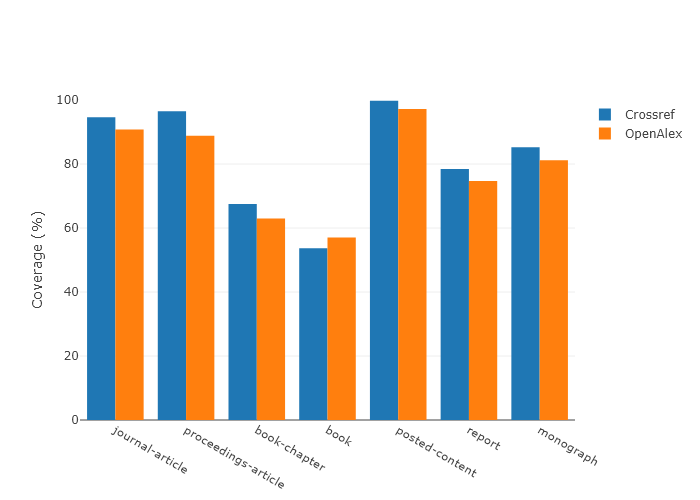 100
80
60
40
20
0
Coverage (%)
journal-article
proceedings-article
book-chapter
book
posted-content
report
monograph
Crossref
OpenAlex